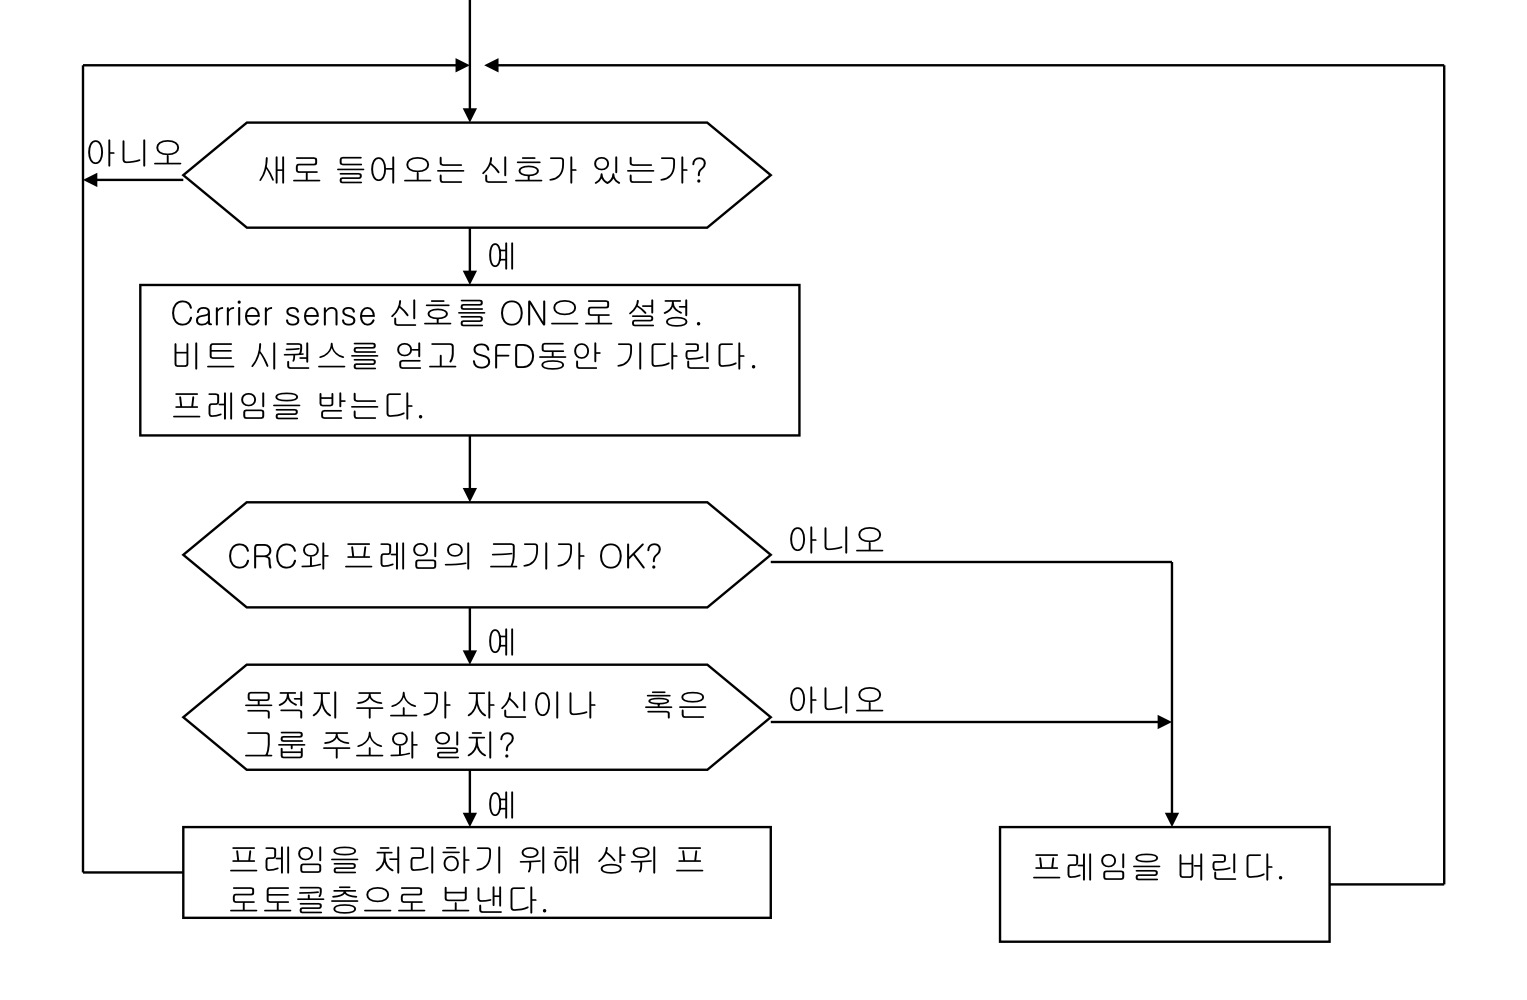 아니오
새로 들어오는 신호가 있는가?
예
Carrier sense 신호를 ON으로 설정.
비트 시퀀스를 얻고 SFD동안 기다린다.
프레임을 받는다.
CRC와 프레임의 크기가 OK?
아니오
예
목적지 주소가 자신이나 혹은
그룹 주소와 일치?
아니오
예
프레임을 처리하기 위해 상위 프
로토콜층으로 보낸다.
프레임을 버린다.